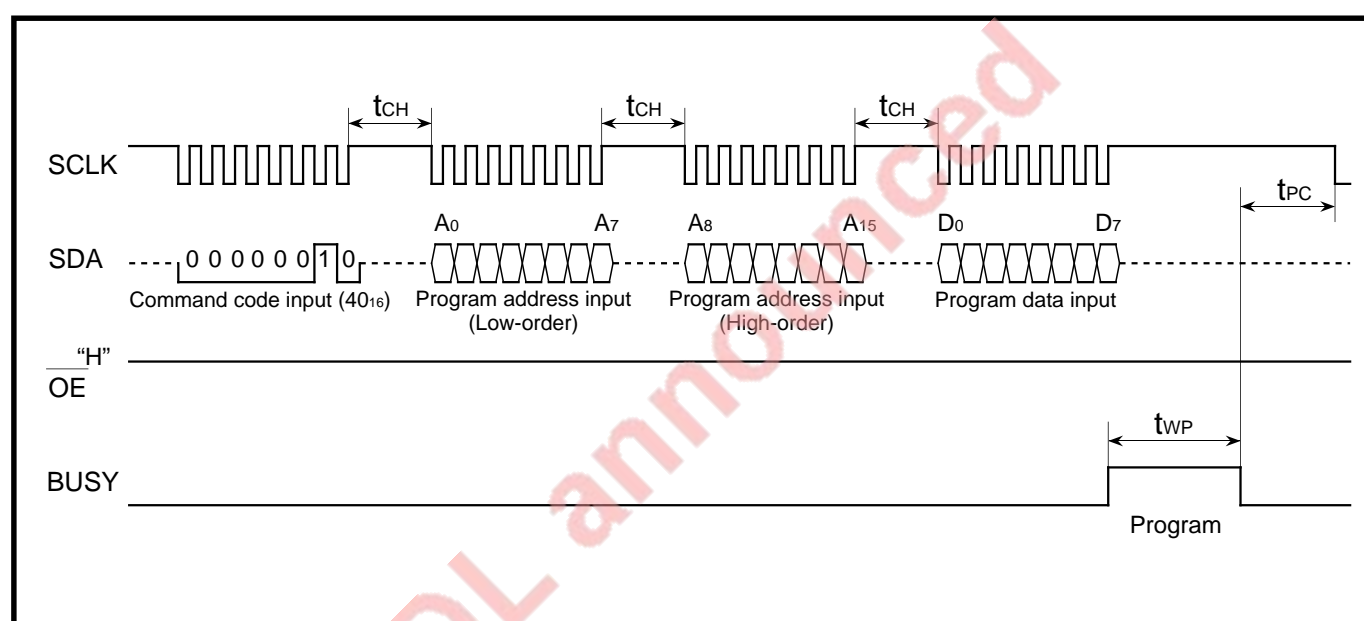 tCH tCH tCH
SCLK
tPC
A0 A7 A8 A15 D0 D7
SDA 0 0 0 0 0 0 1 0
Command code input (4016) Program address input Program address input Program data input
(Low-order) (High-order)
“H”
OE
tWP
BUSY
Program
OL announced